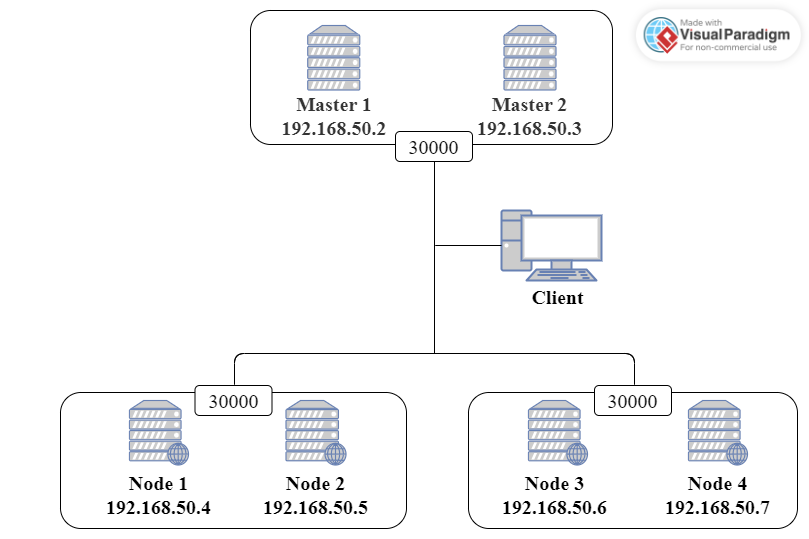 Made with
VisualParadigm
For non-commercial use
Master 1
192.168.50.2
Master 2
192.168.50.3
30000
Client
30000
30000
Node 1
192.168.50.4
Node 2
192.168.50.5
Node 3
192.168.50.6
Node 4
192.168.50.7